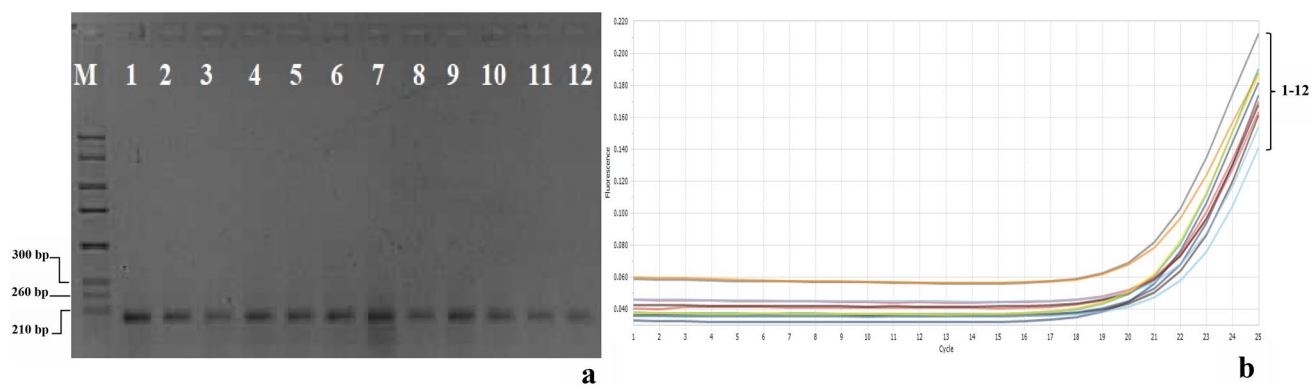 M 1 2 3 4 5 6 7 8 9 10 11 12
300 bp
260 bp
210 bp
a
0.220
0.200
0.180
0.160
0.140
0.120
0.100
0.080
0.060
0.040
Fluorescence
1 2 3 4 5 6 7 8 9 10 11 12 13 14 15 16 17 18 19 20 21 22 23 24 25
Cycle
1-12
b